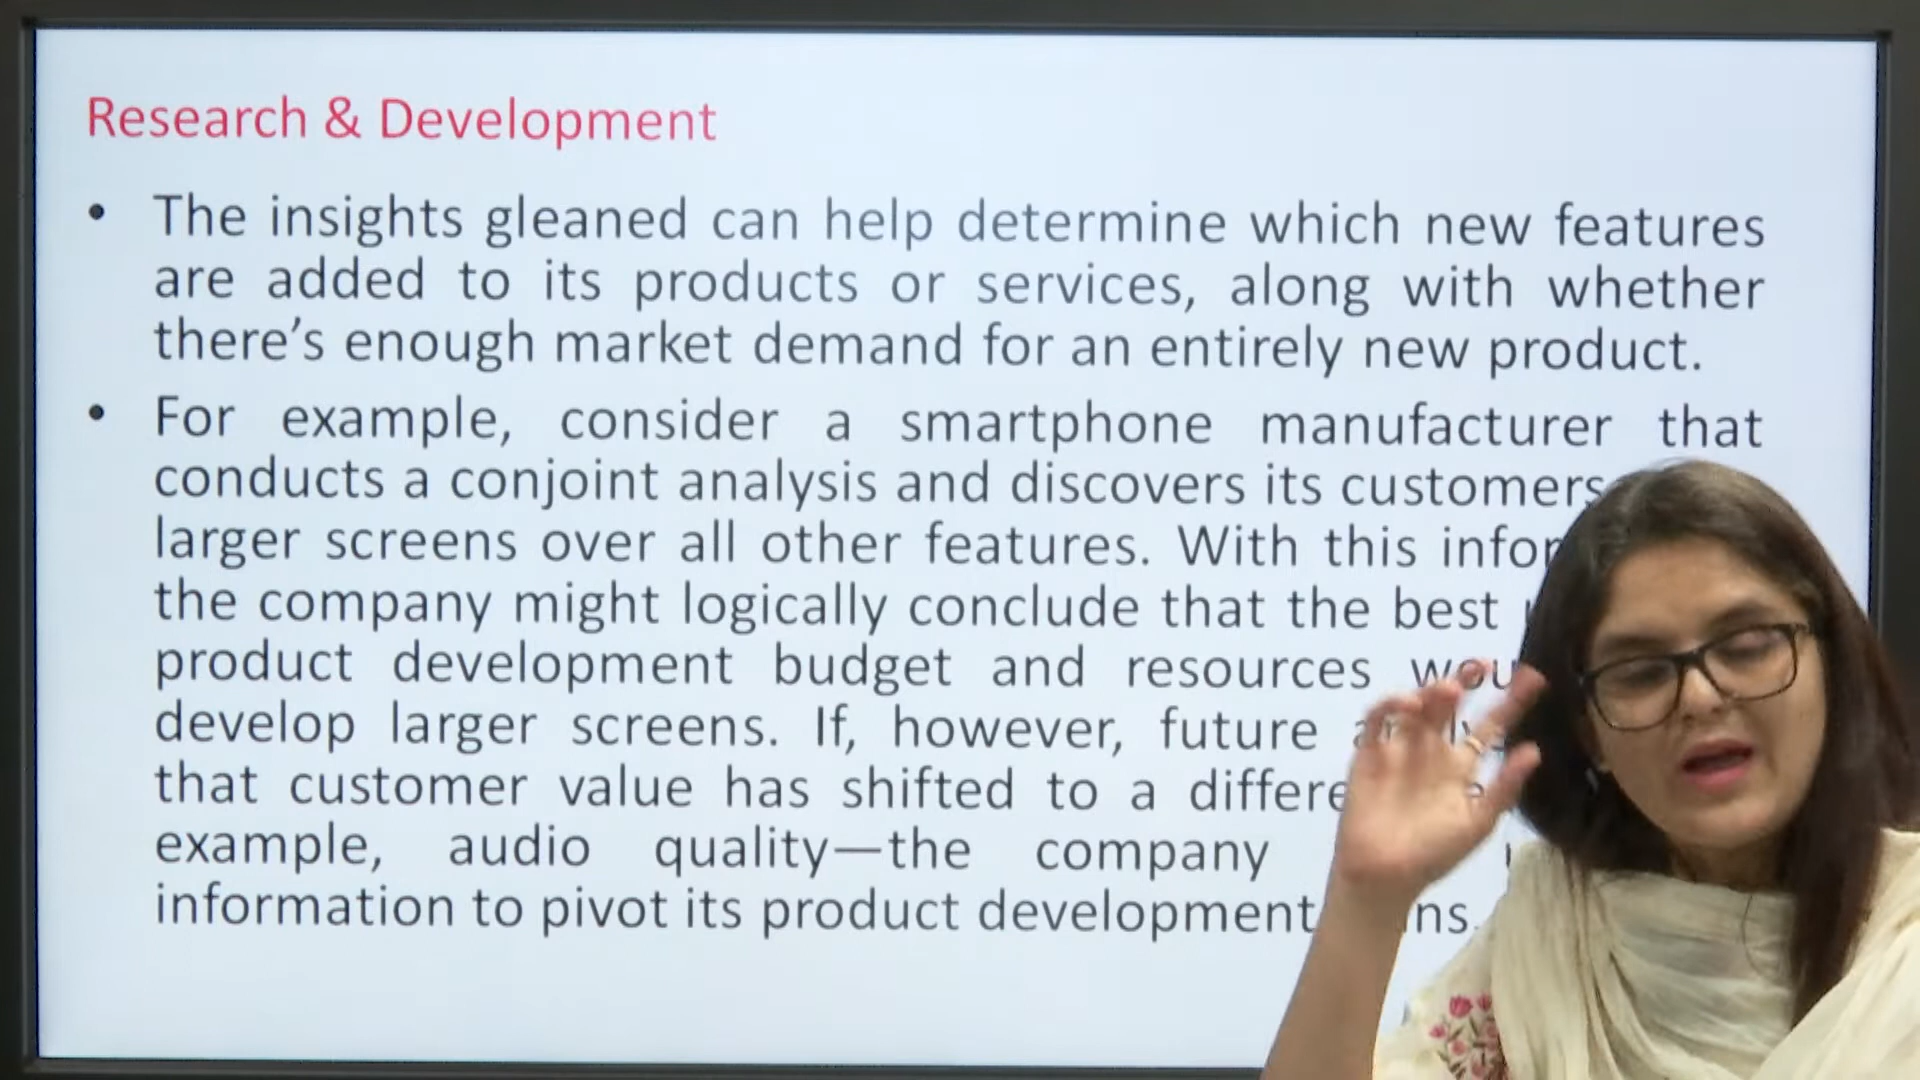 Research & Development
• The insights gleaned can help determine which new features
are added to its products or services, along with whether
there’s enough market demand for an entirely new product.
• For example, consider a smartphone manufacturer that
conducts a conjoint analysis and discovers its customers
larger screens over all other features. With this
the company might logically conclude that the best
product development budget and resources
develop larger screens. If, however, future
that customer value has shifted to a
example, audio quality—the company
information to pivot its product development